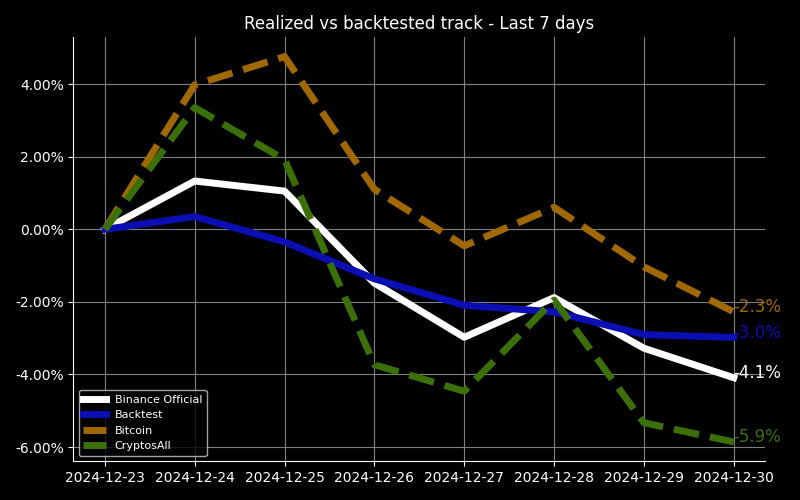 Realized vs backtested track - Last 7 days
4.00%
2.00%
0.00%
-2.00%
-4.00%
-6.00%
-2.3%
-3.0%
-4.1%
-5.9%
Binance Official
Backtest
Bitcoin
CryptosAll
2024-12-23 2024-12-24 2024-12-25 2024-12-26 2024-12-27 2024-12-28 2024-12-29 2024-12-30